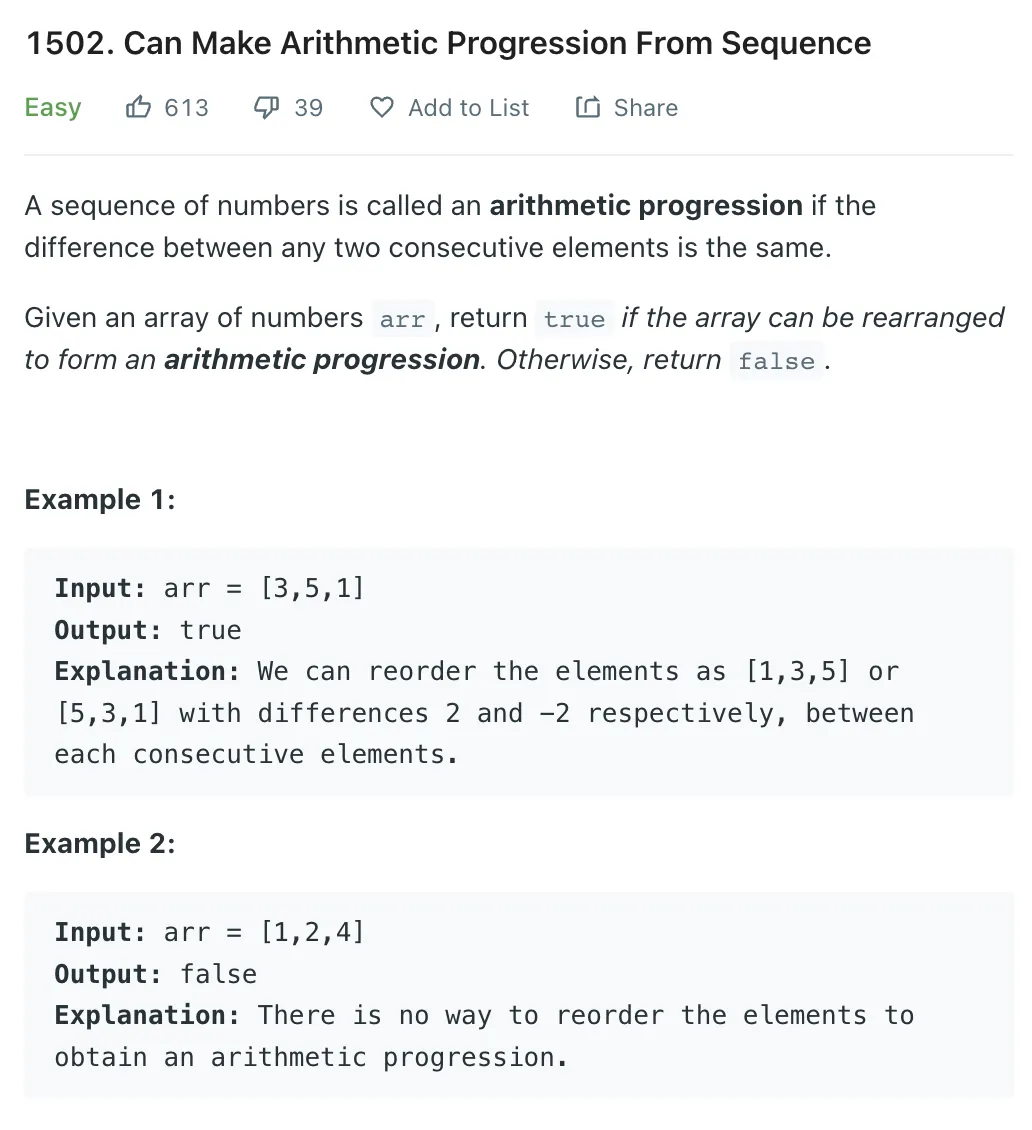 1502. Can Make Arithmetic Progression From Sequence
Easy 613 39 Add to List Share
A sequence of numbers is called an arithmetic progression if the
difference between any two consecutive elements is the same.
Given an array of numbers arr, return true if the array can be rearranged
to form an arithmetic progression. Otherwise, return false.
Example 1:
Input: arr = [3,5,1]
Output: true
Explanation: We can reorder the elements as [1,3,5] or
[5,3,1] with differences 2 and -2 respectively, between
each consecutive elements.
Example 2:
Input: arr = [1,2,4]
Output: false
Explanation: There is no way to reorder the elements to
obtain an arithmetic progression.